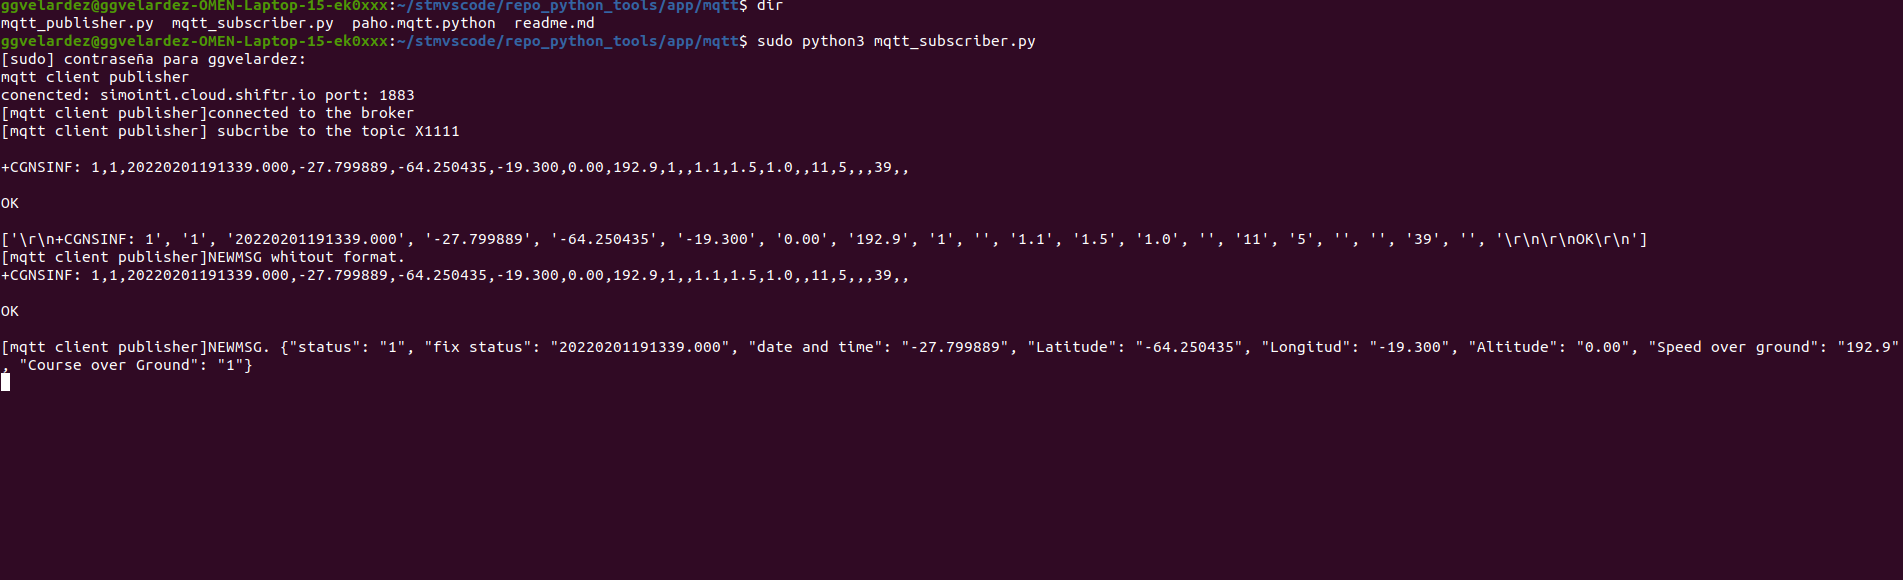 ggvelardez@ggvelardez-OMEN-Laptop-15-ek0xxx:~/stmvscode/repo_python_tools/app/mqtt$ dir
mqtt_publisher.py  mqtt_subscriber.py  paho.mqtt.python  readme.md
ggvelardez@ggvelardez-OMEN-Laptop-15-ek0xxx:~/stmvscode/repo_python_tools/app/mqtt$ sudo python3 mqtt_subscriber.py
[sudo] contraseña para ggvelardez:
mqtt client publisher
conencted: simointi.cloud.shiftr.io port: 1883
[mqtt client publisher]connected to the broker
[mqtt client publisher] subcribe to the topic X1111
+CGNSINF: 1,1,20220201191339.000,-27.799889,-64.250435,-19.300,0.00,192.9,1,,1.1,1.5,1.0,,11,5,,,39,,
OK
['\r\n+CGNSINF: 1', '1', '20220201191339.000', '-27.799889', '-64.250435', '-19.300', '0.00', '192.9', '1', '', '1.1', '1.5', '1.0', '', '11', '5', '', '', '39', '', '\r\n\r\nOK\r\n']
[mqtt client publisher]NEWMSG whitout format.
+CGNSINF: 1,1,20220201191339.000,-27.799889,-64.250435,-19.300,0.00,192.9,1,,1.1,1.5,1.0,,11,5,,,39,,
OK
[mqtt client publisher]NEWMSG. {"status": "1", "fix status": "20220201191339.000", "date and time": "-27.799889", "Latitude": "-64.250435", "Longitud": "-19.300", "Altitude": "0.00", "Speed over ground": "192.9"
, "Course over Ground": "1"}